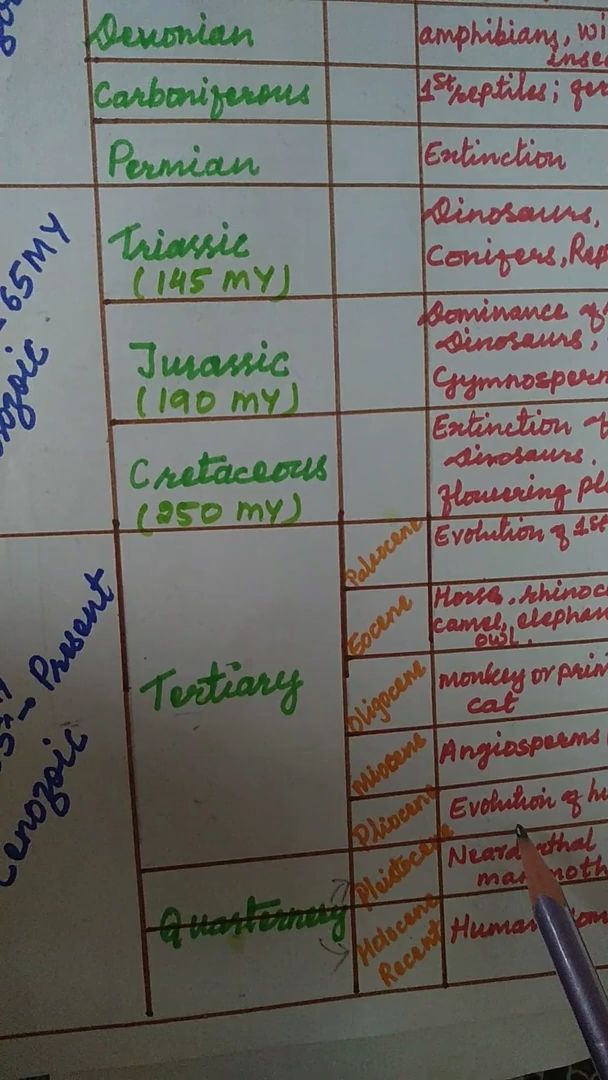 Devonian
amphibians, wi
inse
Carboniferous
1st reptiles;
Permian
Extinction
65MY
Triassic
(145 MY)
Dinosaurs,
Conifers, Rep
Jurassic
(190 MY)
Dominance of
Dinosaurs,
Gymnosperm
Cretaceous
(250 MY)
Extinction of
Dinosaurs.
flowering pl
Paleocene
Evolution of 1st
Eocene
Horse, rhinoc
camel, elephan
owl.
Present
Cenozoic
Tertiary
Oligocene
monkey or prim
cat
Miocene
Angiosperms
Pliocene
Evolution of hu
Quasternery
Pleistocene
Neanderthal
mammoth
Holocene
Recent
Human